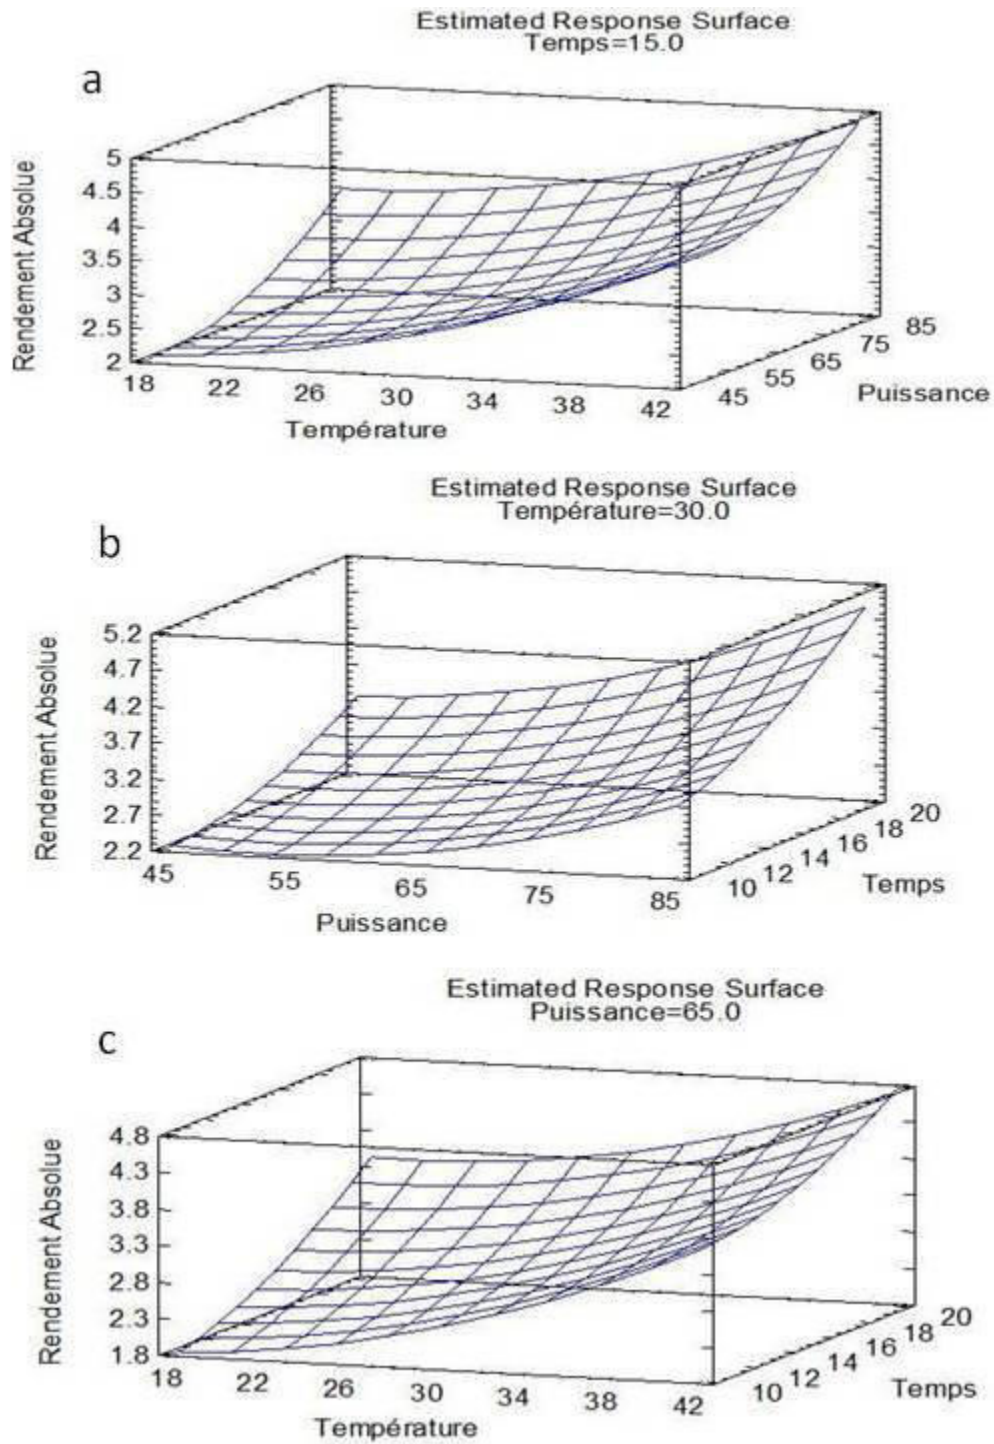 Estimated Response Surface
Temps=15.0
a
Rendement Absolue
5
4.5
4
3.5
3
2.5
2
18 22 26 30 34 38 42
Température
45 55 65 75 85
Puissance
Estimated Response Surface
Température=30.0
b
Rendement Absolue
5.2
4.7
4.2
3.7
3.2
2.7
2.2
45 55 65 75 85
Puissance
10 12 14 16 18 20
Temps
Estimated Response Surface
Puissance=65.0
c
Rendement Absolue
4.8
4.3
3.8
3.3
2.8
2.3
1.8
18 22 26 30 34 38 42
Température
10 12 14 16 18 20
Temps